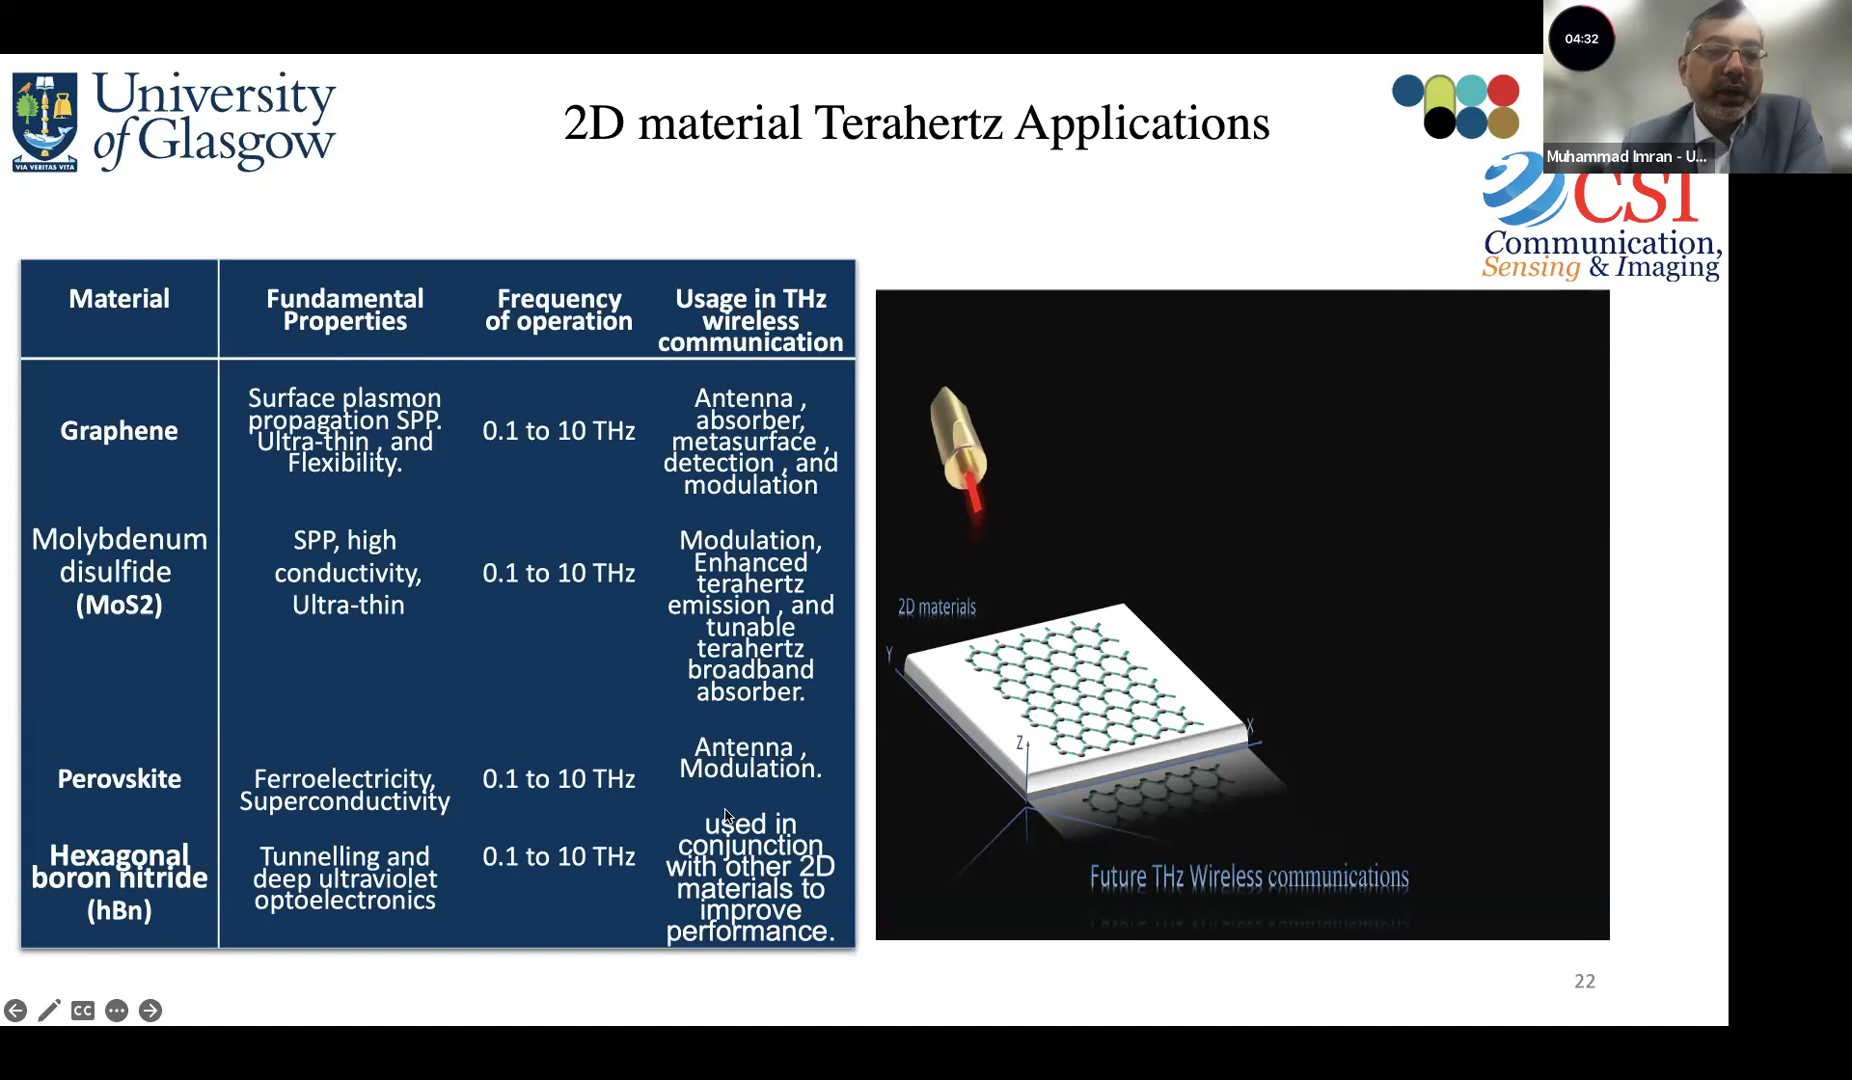 04:32
Muhammad Imran - U...
University
of Glasgow
VIA VERITAS VITA
2D material Terahertz Applications
CSI
Communication,
Sensing & Imaging
Material
Fundamental
Properties
Frequency
of operation
Usage in THz
wireless
communication
Graphene
Surface plasmon
propagation SPP.
Ultra-thin , and
Flexibility.
0.1 to 10 THz
Antenna ,
absorber,
metasurface ,
detection , and
modulation
Molybdenum
disulfide
(MoS2)
SPP, high
conductivity,
Ultra-thin
0.1 to 10 THz
Modulation,
Enhanced
terahertz
emission , and
tunable
terahertz
broadband
absorber.
Perovskite
Ferroelectricity,
Superconductivity
0.1 to 10 THz
Antenna ,
Modulation.
Hexagonal
boron nitride
(hBn)
Tunnelling and
deep ultraviolet
optoelectronics
0.1 to 10 THz
used in
conjunction
with other 2D
materials to
improve
performance.
2D materials
Y
Z
X
Future THz Wireless communications
22
CC